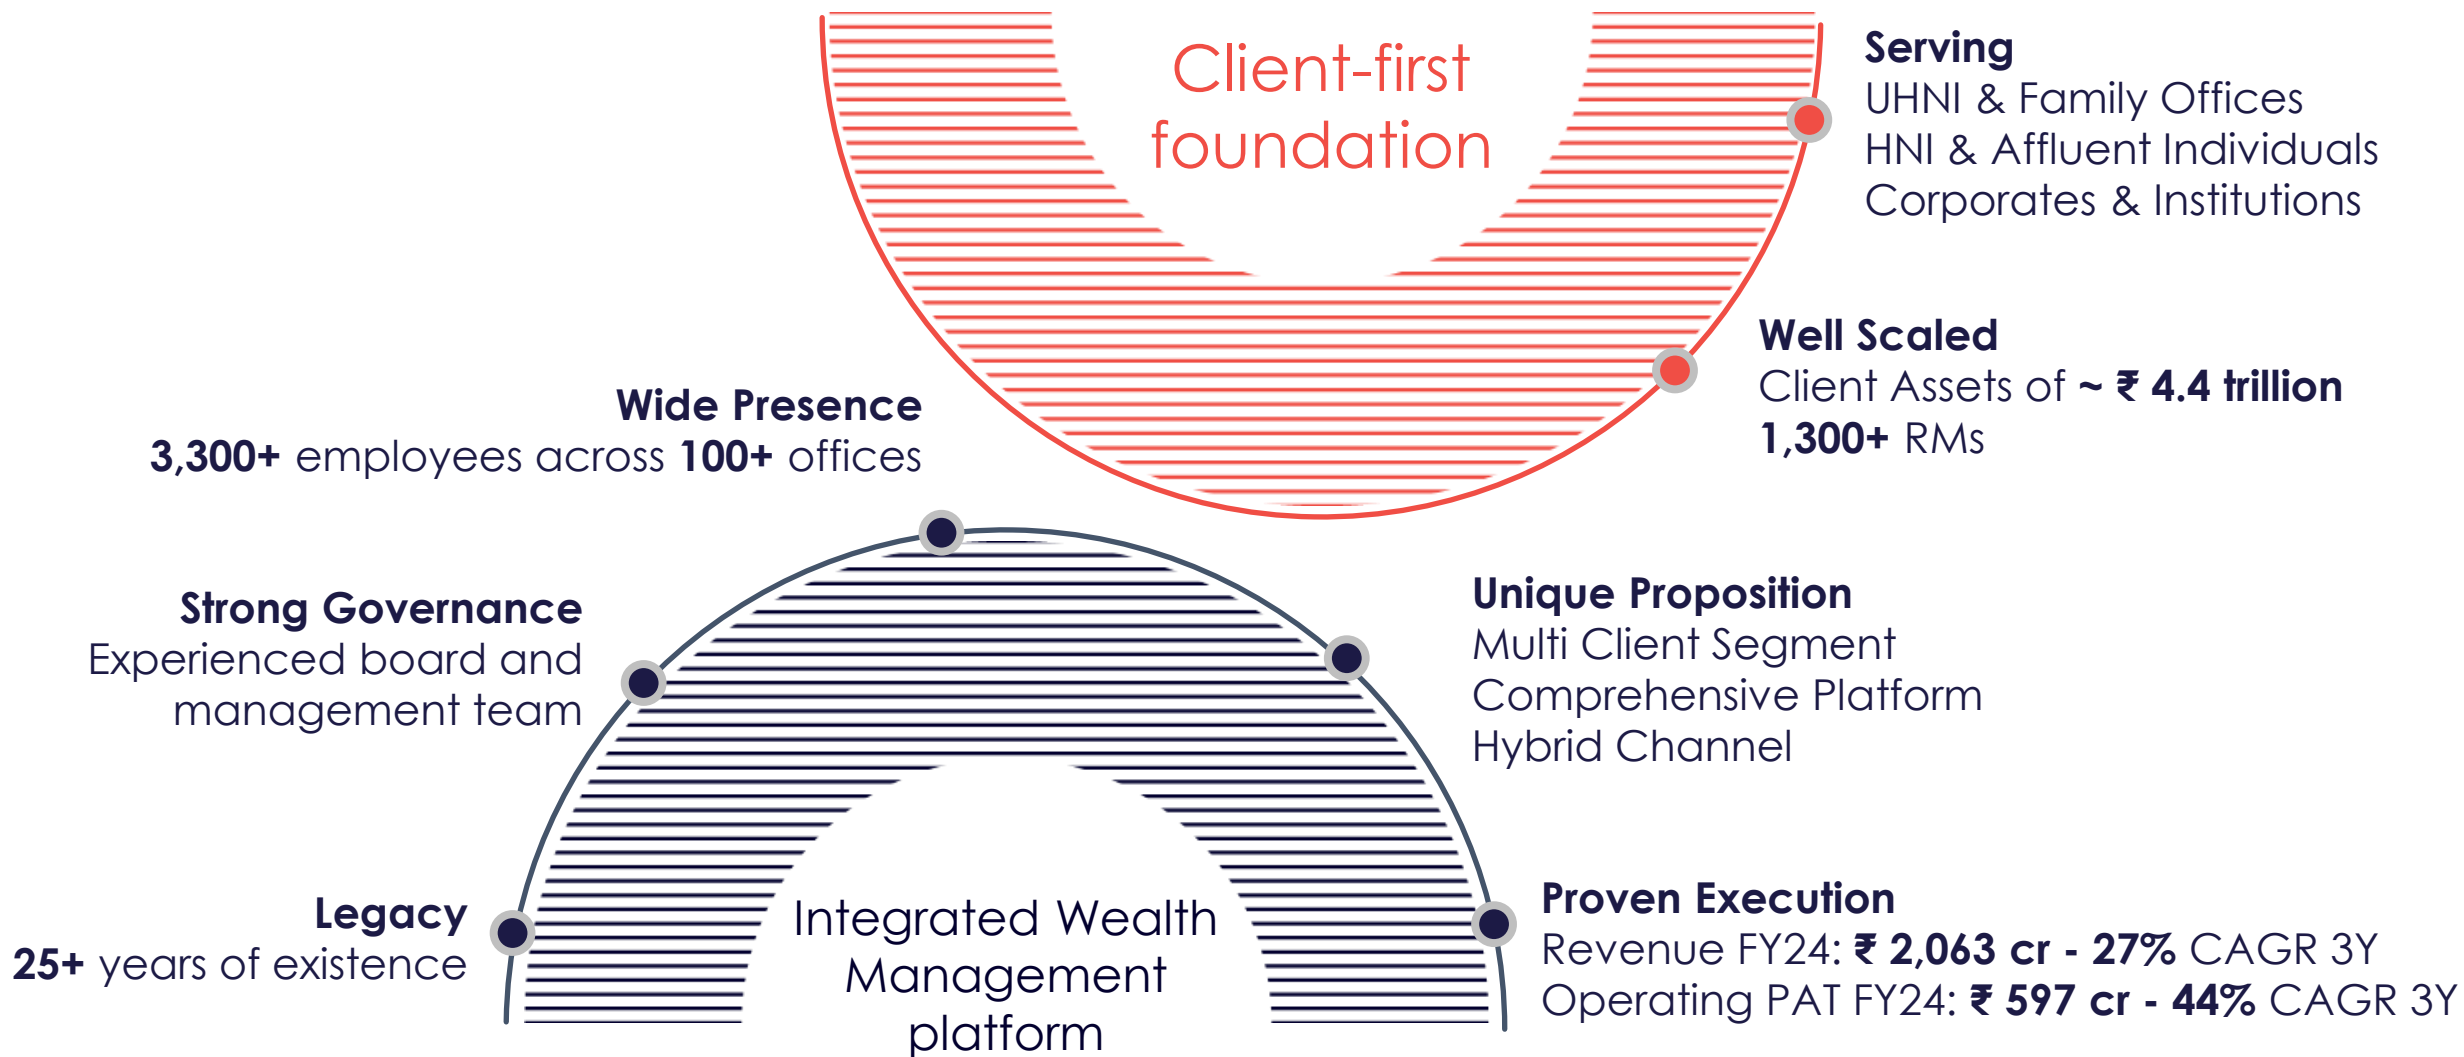 Client-first
foundation
Serving
UHNI & Family Offices
HNI & Affluent Individuals
Corporates & Institutions
Well Scaled
Client Assets of ~ ₹ 4.4 trillion
1,300+ RMs
Wide Presence
3,300+ employees across 100+ offices
Strong Governance
Experienced board and
management team
Legacy
25+ years of existence
Integrated Wealth
Management
platform
Unique Proposition
Multi Client Segment
Comprehensive Platform
Hybrid Channel
Proven Execution
Revenue FY24: ₹ 2,063 cr - 27% CAGR 3Y
Operating PAT FY24: ₹ 597 cr - 44% CAGR 3Y